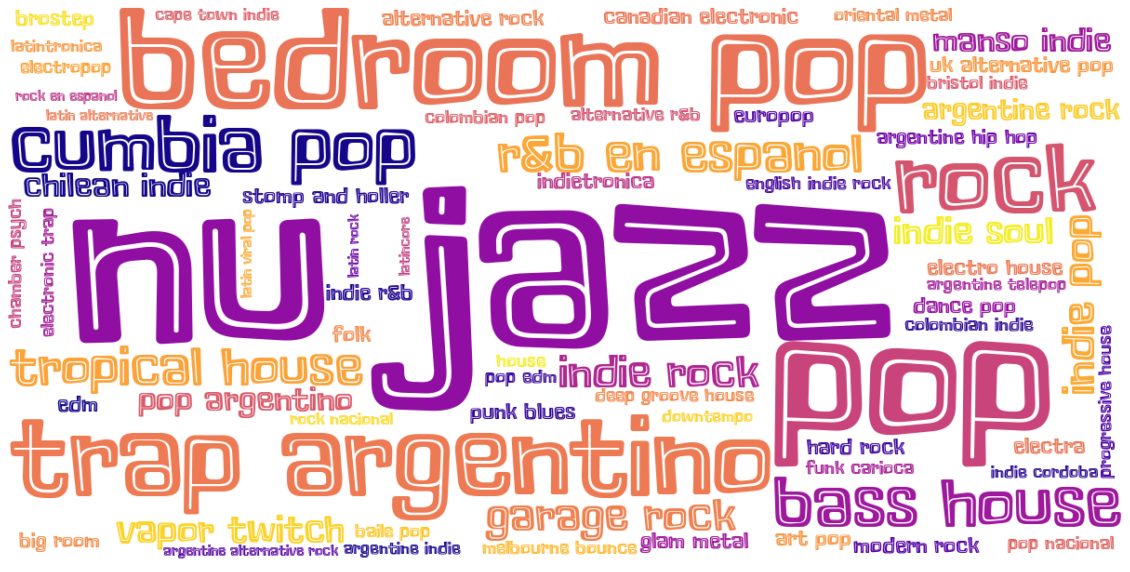 brostep
cape town indie
alternative rock
canadian electronic
oriental metal
bedroom pop
manso indie
latintronica
electropop
uk alternative pop
bristol indie
rock en espanol
argentine rock
latin alternative
colombian pop
alternative r&b
europop
cumbia pop
argentine hip hop
r&b en espanol
rock
chilean indie
stomp and holler
indietronica
english indie rock
nu jazz
chamber psych
electronic trap
latin viral pop
latin rock
latincore
indie r&b
indie soul
indie pop
electro house
argentine telepop
dance pop
colombian indie
folk
progressive house
tropical house
house
pop edm
indie rock
pop
edm
pop argentino
deep groove house
rock nacional
punk blues
downtempo
trap argentino
hard rock
electra
funk carioca
indie cordoba
bass house
vapor twitch
baile pop
garage rock
big room
argentine alternative rock
argentine indie
melbourne bounce
glam metal
art pop
modern rock
pop nacional